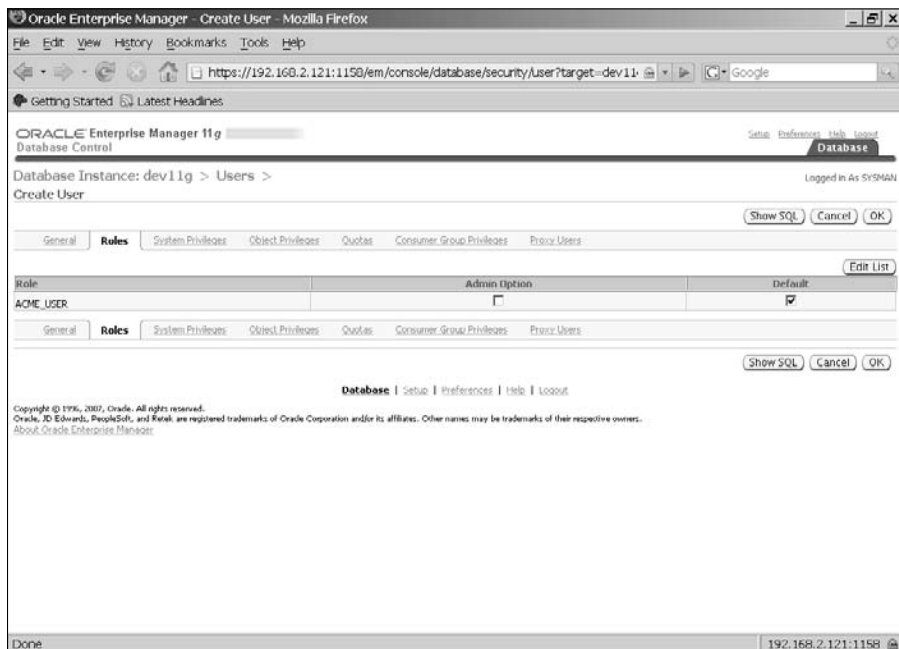 Oracle Enterprise Manager - Create User - Mozilla Firefox
File Edit View History Bookmarks Tools Help
https://192.168.2.121:1158/em/console/database/security/user?target=dev11 Google
Getting Started Latest Headlines
ORACLE Enterprise Manager 11g
Setup Preferences Help Logout
Database Control
Database
Database Instance: dev11g > Users >
Logged in As SYSMAN
Create User
Show SQL Cancel OK
General Roles System Privileges Object Privileges Quotas Consumer Group Privileges Proxy Users
Edit List
Role Admin Option Default
ACME_USER
General Roles System Privileges Object Privileges Quotas Consumer Group Privileges Proxy Users
Show SQL Cancel OK
Database | Setup | Preferences | Help | Logout
Copyright © 1996, 2007, Oracle. All rights reserved.
Oracle, JD Edwards, PeopleSoft, and Retek are registered trademarks of Oracle Corporation and/or its affiliates. Other names may be trademarks of their respective owners.
About Oracle Enterprise Manager
Done 192.168.2.121:1158